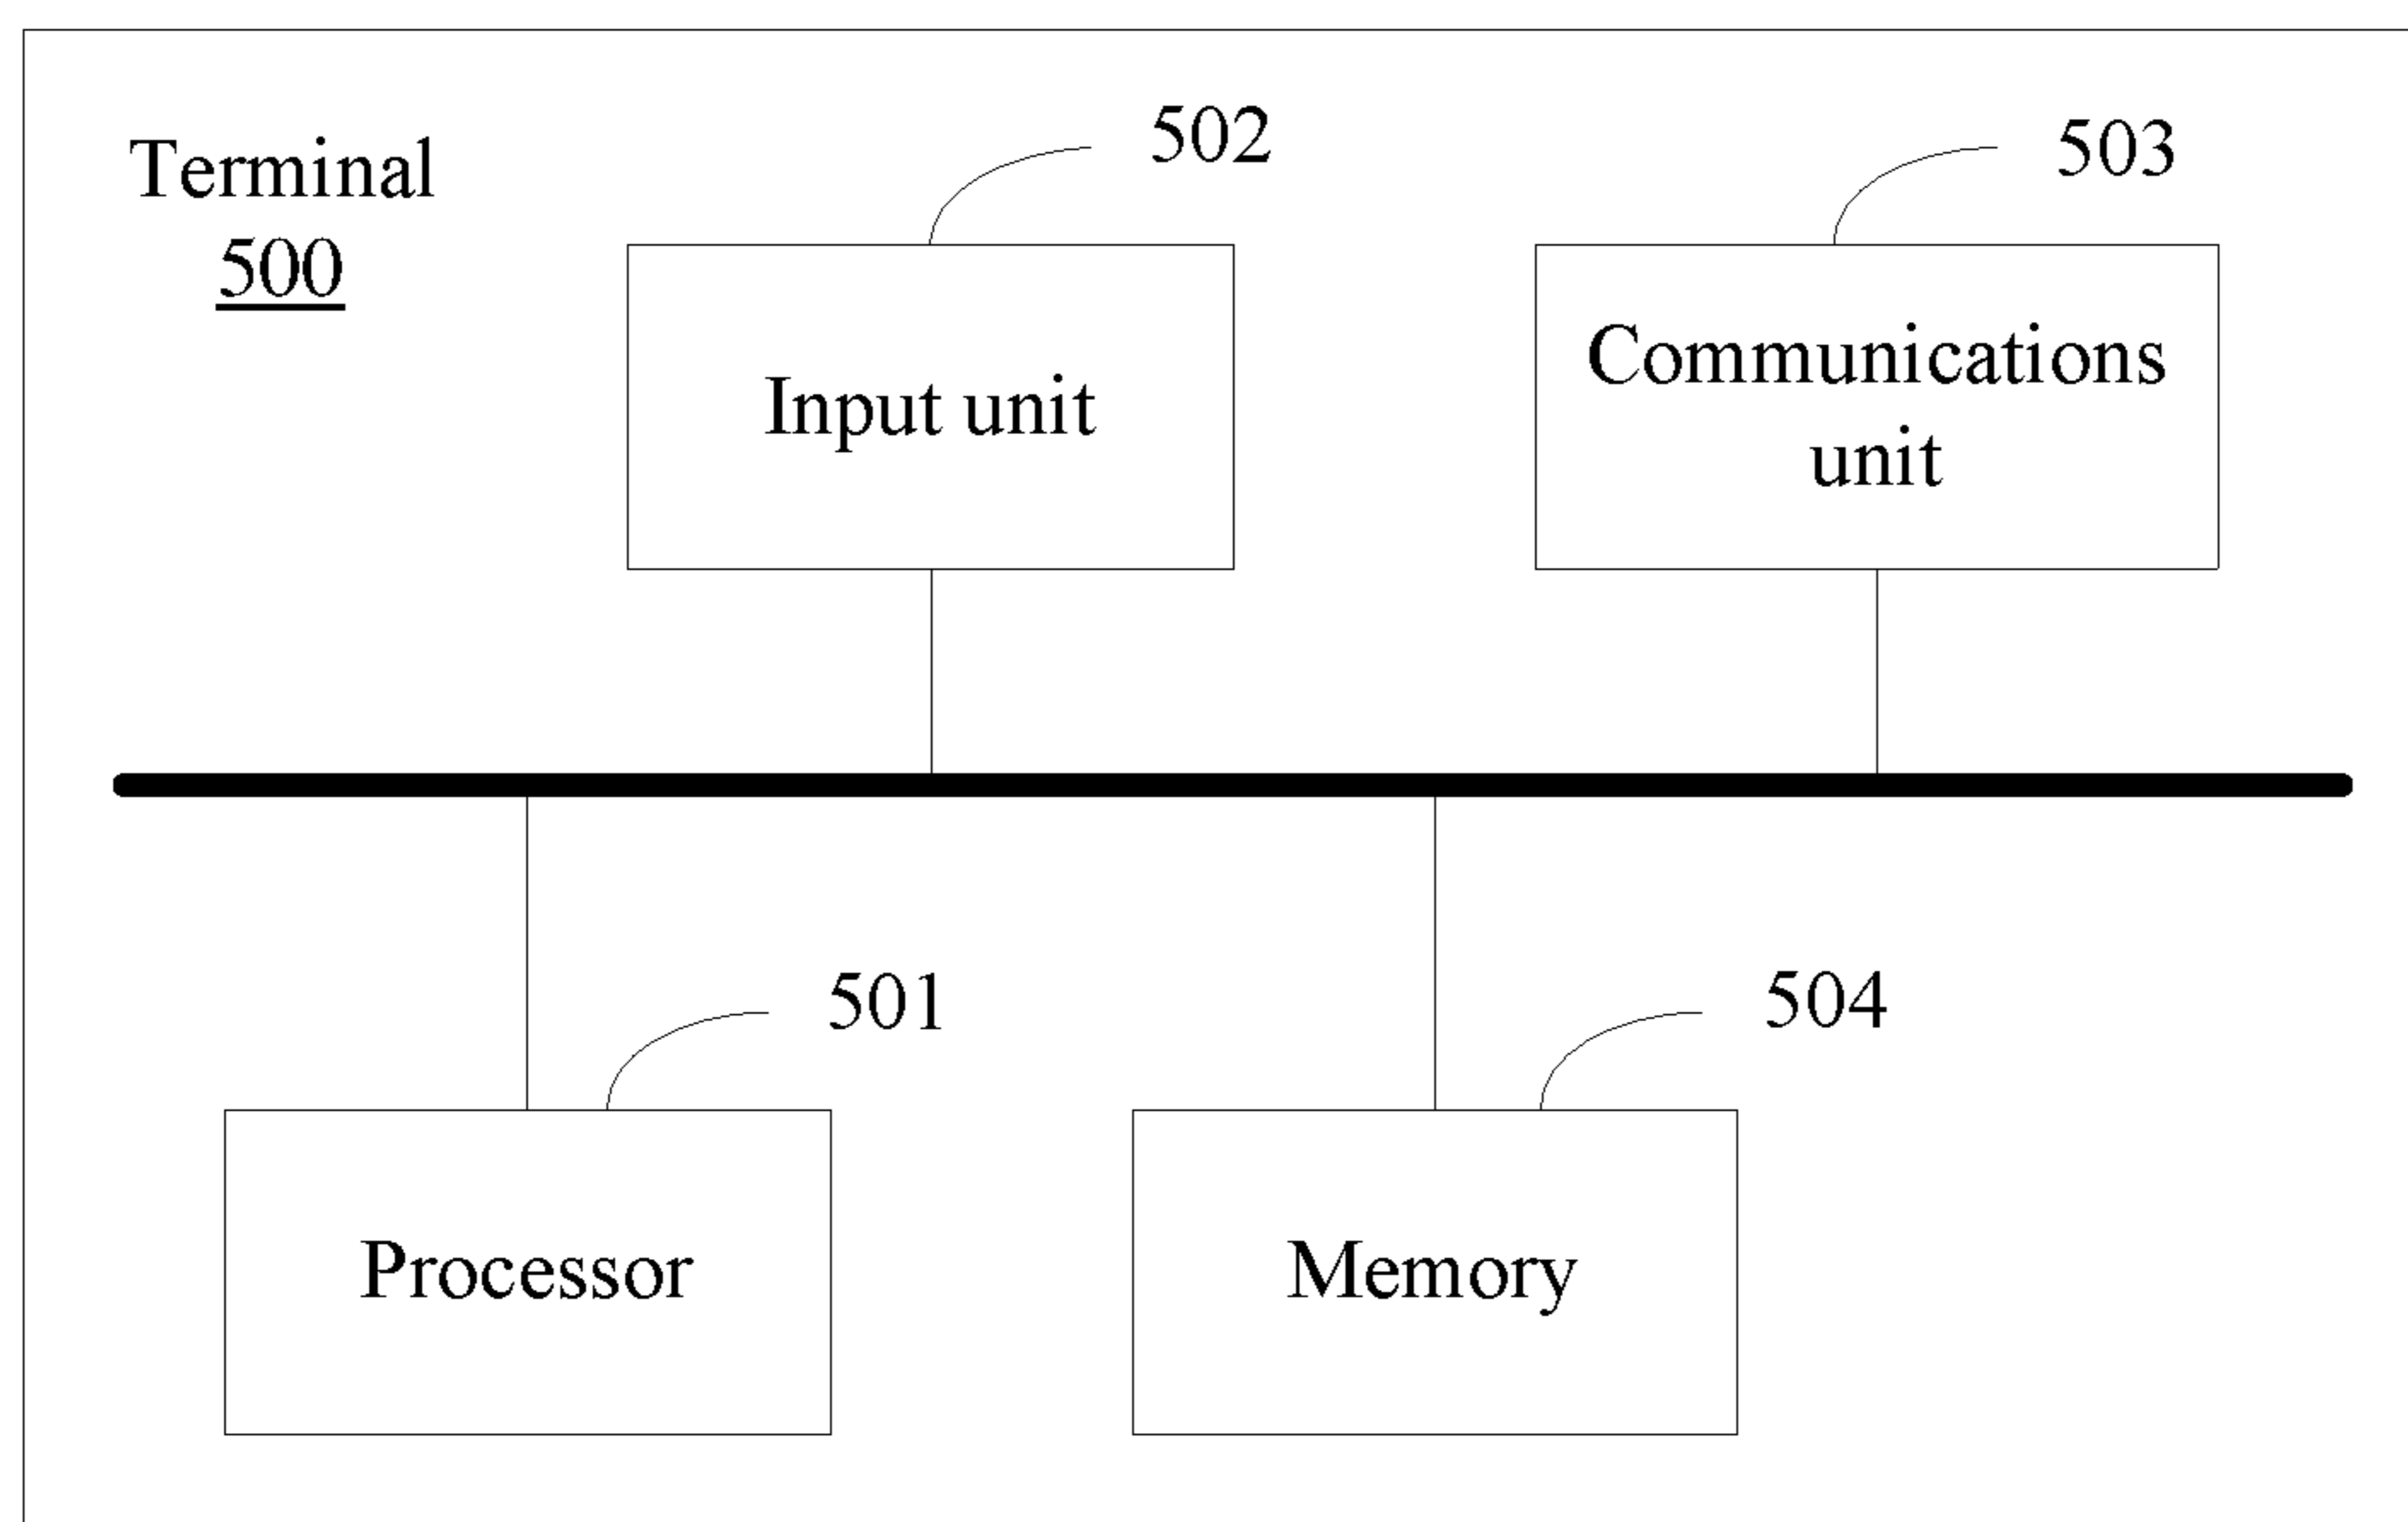 Terminal
500
502
Input unit
503
Communications
unit
501
Processor
504
Memory